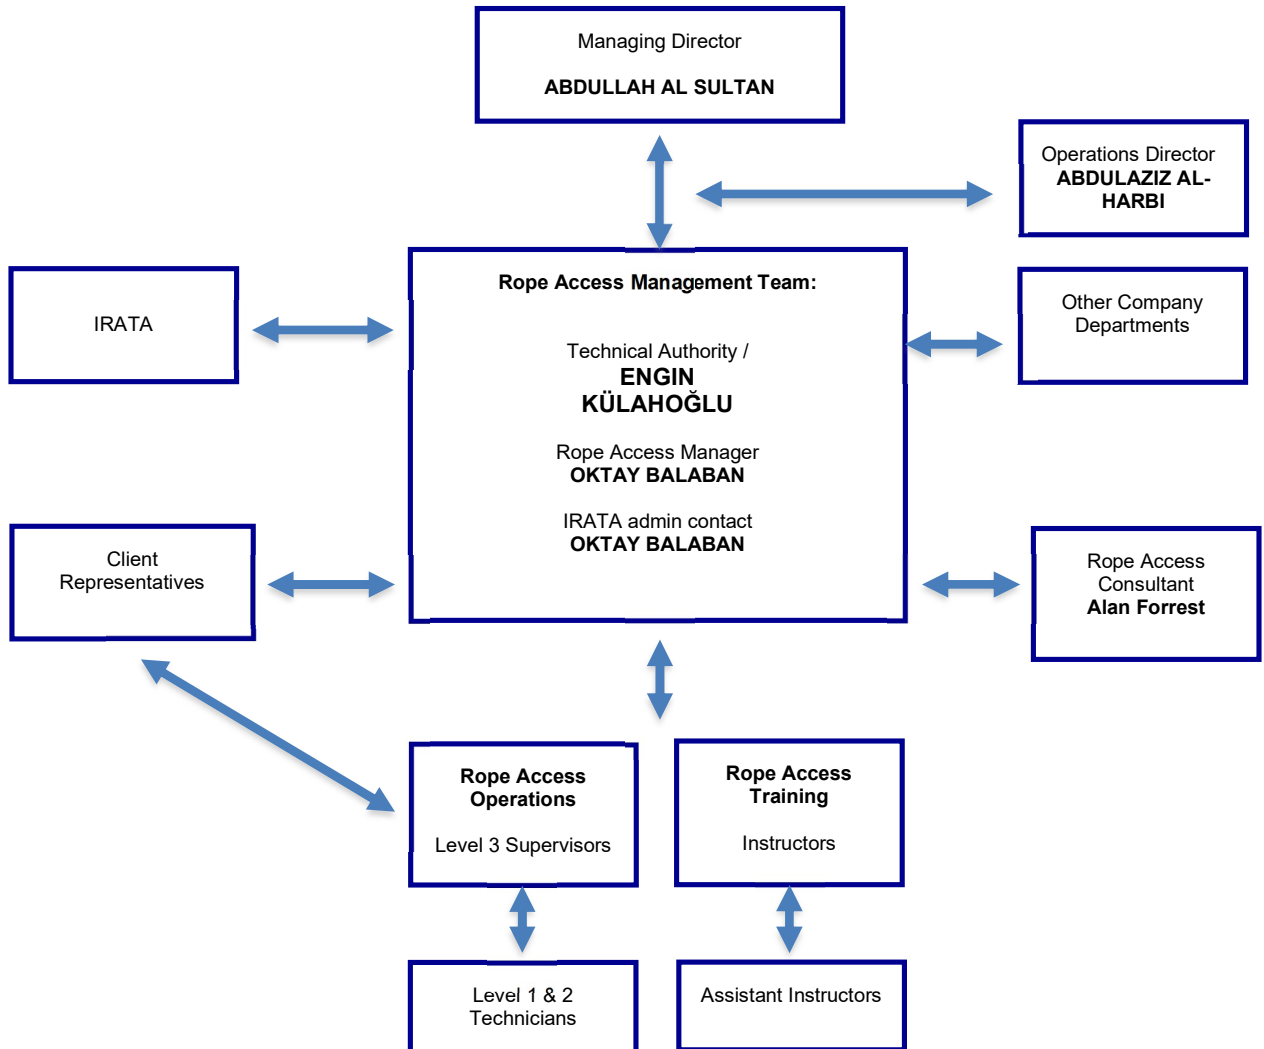 Managing Director
ABDULLAH AL SULTAN
Operations Director
ABDULAZIZ AL-
HARBI
Rope Access Management Team:
Technical Authority /
ENGIN
KÜLAHOĞLU
Rope Access Manager
OKTAY BALABAN
IRATA admin contact
OKTAY BALABAN
IRATA
Other Company
Departments
Client
Representatives
Rope Access
Consultant
Alan Forrest
Rope Access
Operations
Level 3 Supervisors
Rope Access
Training
Instructors
Level 1 & 2
Technicians
Assistant Instructors